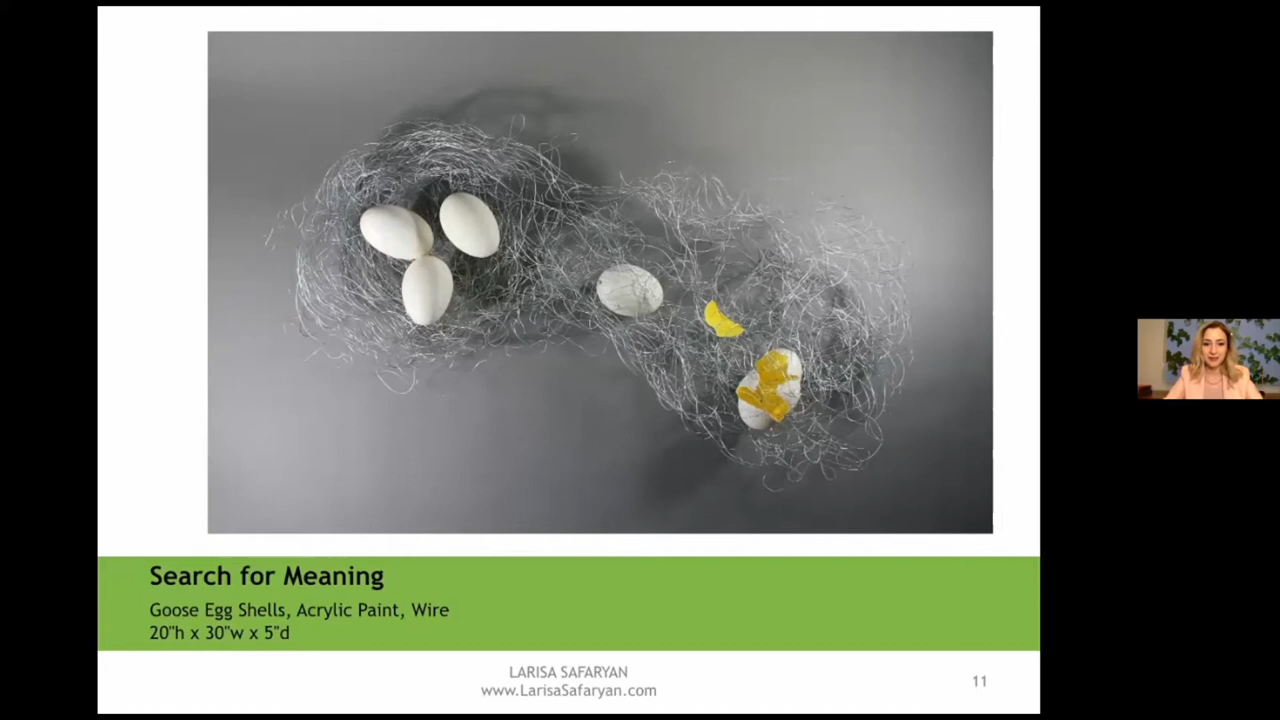 Search for Meaning
Goose Egg Shells, Acrylic Paint, Wire
20"h x 30"w x 5"d
LARISA SAFARYAN
www.LarisaSafaryan.com
11